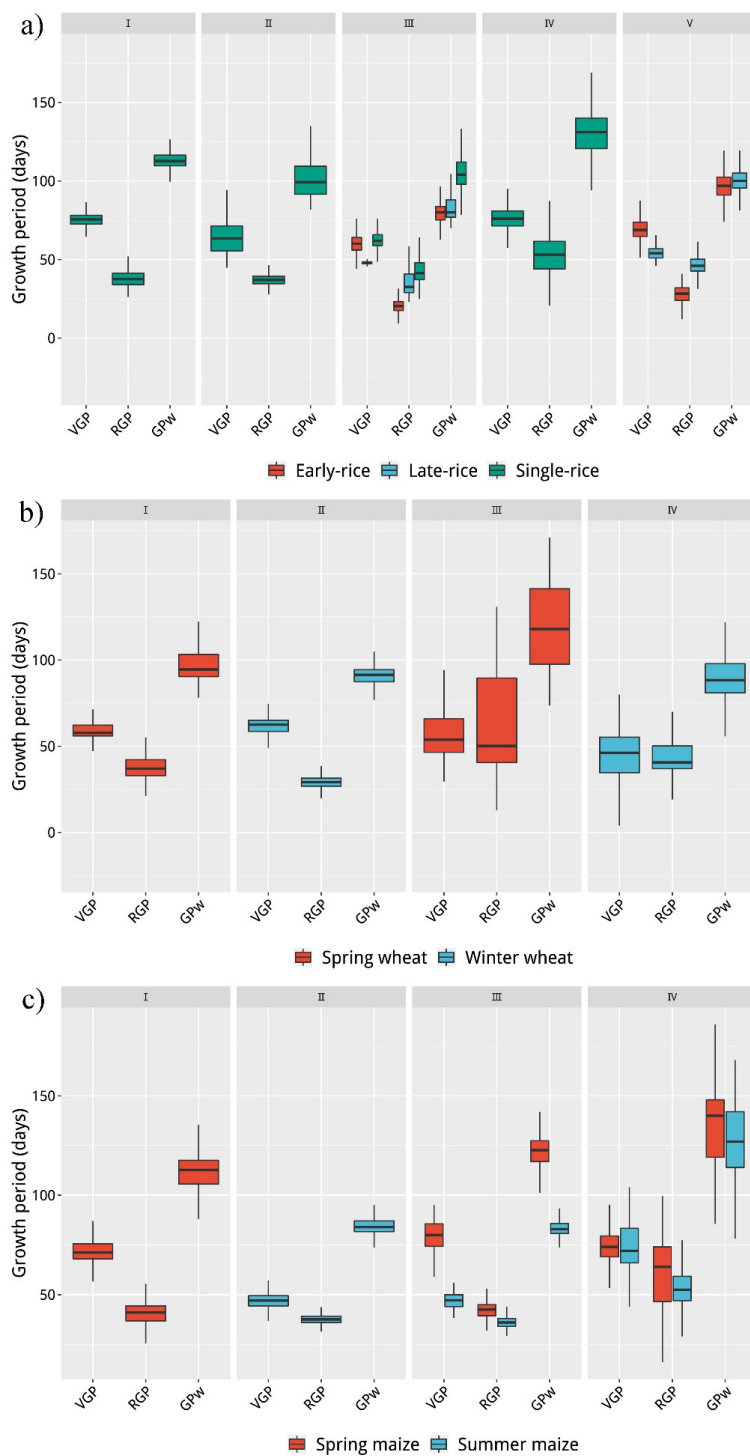 a)
I II III IV V
Growth period (days)
150
100
50
0
VGP RGP GPw VGP RGP GPw VGP RGP GPw VGP RGP GPw VGP RGP GPw
Early-rice Late-rice Single-rice
b)
I II III IV
Growth period (days)
150
100
50
0
VGP RGP GPw VGP RGP GPw VGP RGP GPw VGP RGP GPw
Spring wheat Winter wheat
c)
I II III IV
Growth period (days)
150
100
50
VGP RGP GPw VGP RGP GPw VGP RGP GPw VGP RGP GPw
Spring maize Summer maize